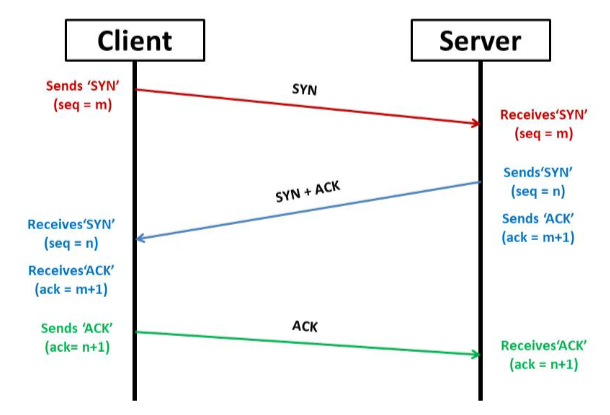 Client
Server
Sends ‘SYN’
(seq = m)
SYN
Receives‘SYN’
(seq = m)
Sends‘SYN’
(seq = n)
SYN + ACK
Sends ‘ACK’
(ack = m+1)
Receives‘SYN’
(seq = n)
Receives‘ACK’
(ack = m+1)
Sends ‘ACK’
(ack= n+1)
ACK
Receives‘ACK’
(ack = n+1)